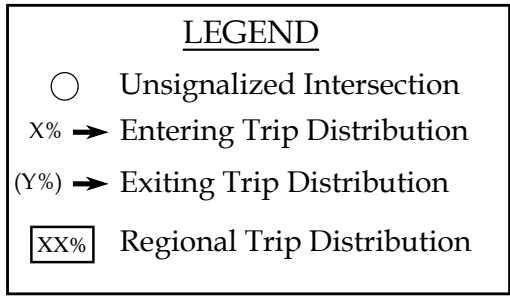 LEGEND
Unsignalized Intersection
X% Entering Trip Distribution
(Y%) Exiting Trip Distribution
XX% Regional Trip Distribution